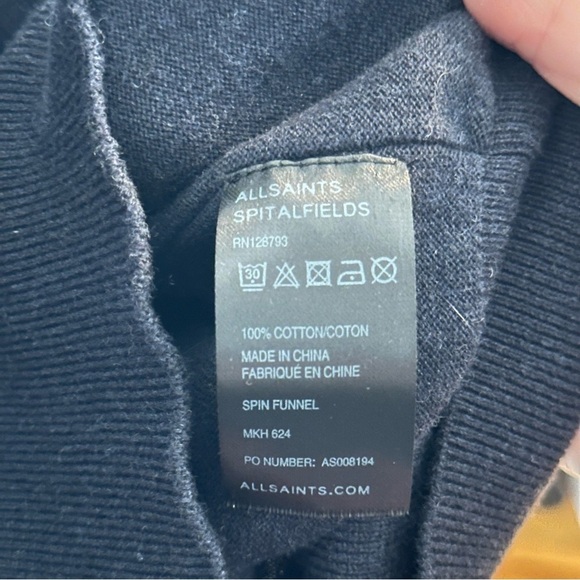 ALLSAINTS
SPITALFIELDS
RN128793
30
100% COTTON/COTON
MADE IN CHINA
FABRIQUÉ EN CHINE
SPIN FUNNEL
MKH 624
PO NUMBER: AS008194
ALLSAINTS.COM